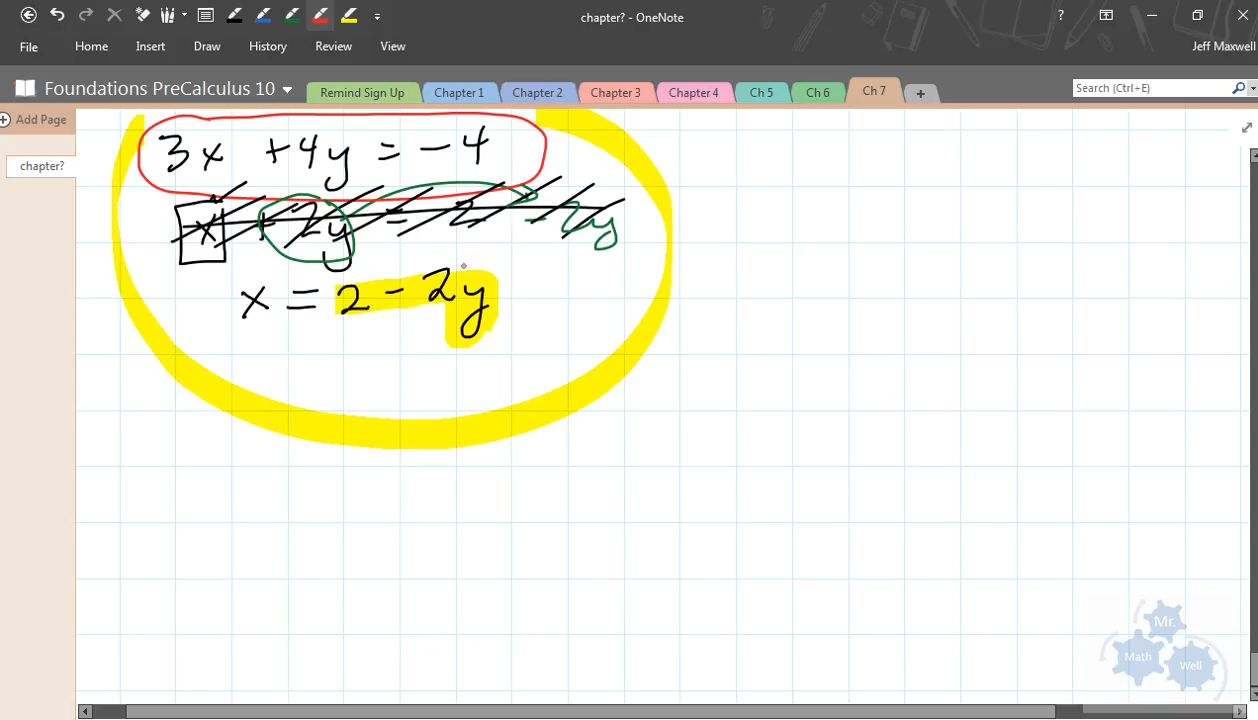 chapter? - OneNote
?
File
Home
Insert
Draw
History
Review
View
Jeff Maxwell
Foundations PreCalculus 10
Remind Sign Up
Chapter 1
Chapter 2
Chapter 3
Chapter 4
Ch 5
Ch 6
Ch 7
+
Search (Ctrl+E)
Add Page
chapter?
3x + 4y = - 4
x + 2y = 2 - 2y
x = 2 - 2y
Mr.
Math
Well